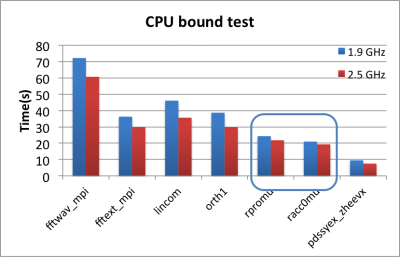 CPU bound test
80
70
60
50
40
30
20
10
0
Time(s)
1.9 GHz
2.5 GHz
fftwav_mpi
fftext_mpi
lincom
orth1
rpromu
racc0mu
pdssyex_zheevx